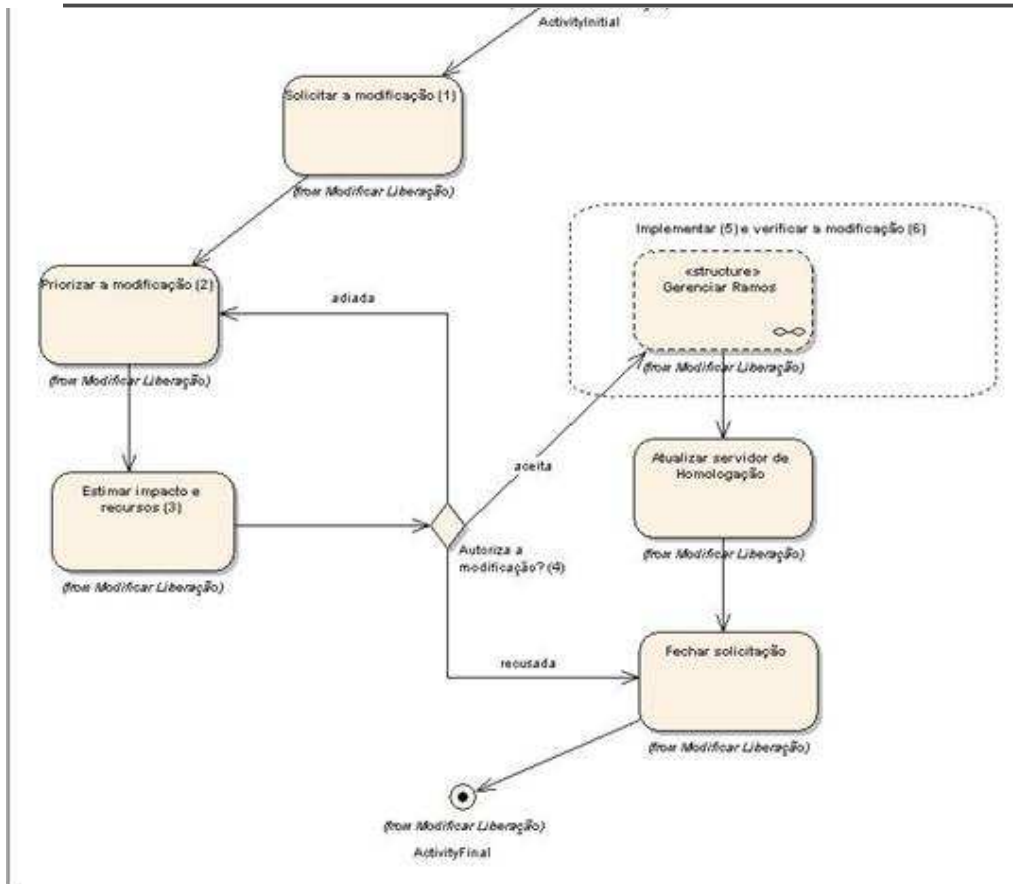 ActivityInitial
Solicitar a modificação (1)
(from Modificar Liberação)
Implementar (5) e verificar a modificação (6)
«structure»
Gerenciar Ramos
(from Modificar Liberação)
Priorizar a modificação (2)
(from Modificar Liberação)
adiada
aceita
Atualizar servidor de
Homologação
(from Modificar Liberação)
Estimar impacto e
recursos (3)
(from Modificar Liberação)
Autoriza a
modificação? (4)
recusada
Fechar solicitação
(from Modificar Liberação)
(from Modificar Liberação)
ActivityFinal